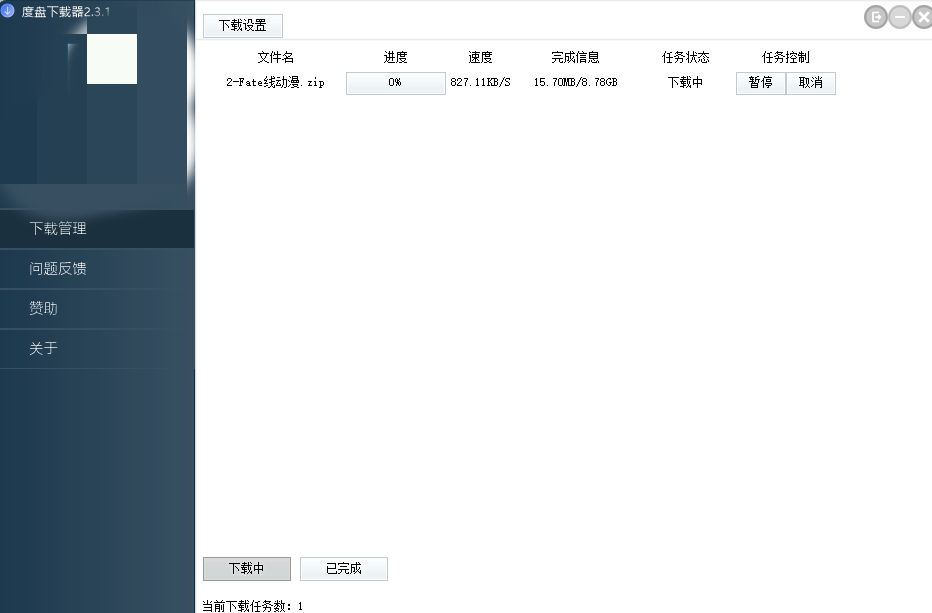 度盘下载器2.3.1
下载管理
问题反馈
赞助
关于
下载设置
文件名 进度 速度 完成信息 任务状态 任务控制
2-Fate线动漫.zip 0% 827.11KB/S 15.70MB/8.78GB 下载中 暂停 取消
下载中 已完成
当前下载任务数：1